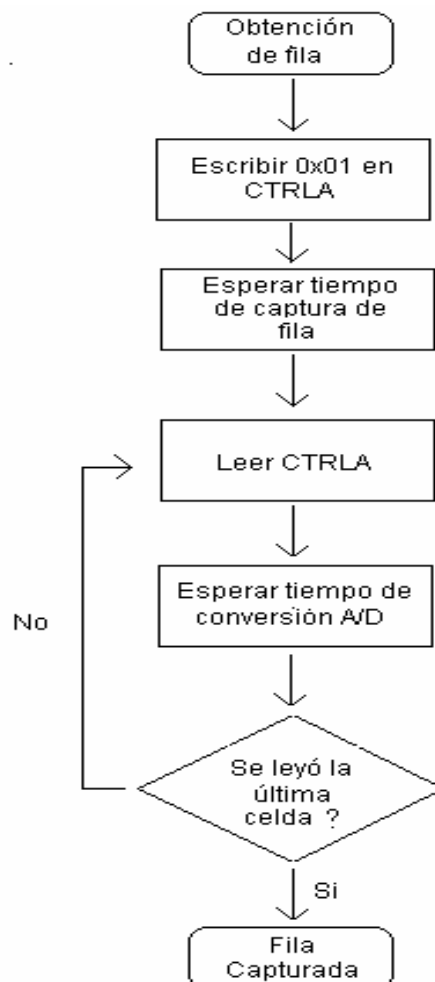 Obtención
de fila
Escribir 0x01 en
CTRLA
Esperar tiempo
de captura de
fila
Leer CTRLA
Esperar tiempo de
conversión A/D
No
Se leyó la
última
celda ?
Si
Fila
Capturada